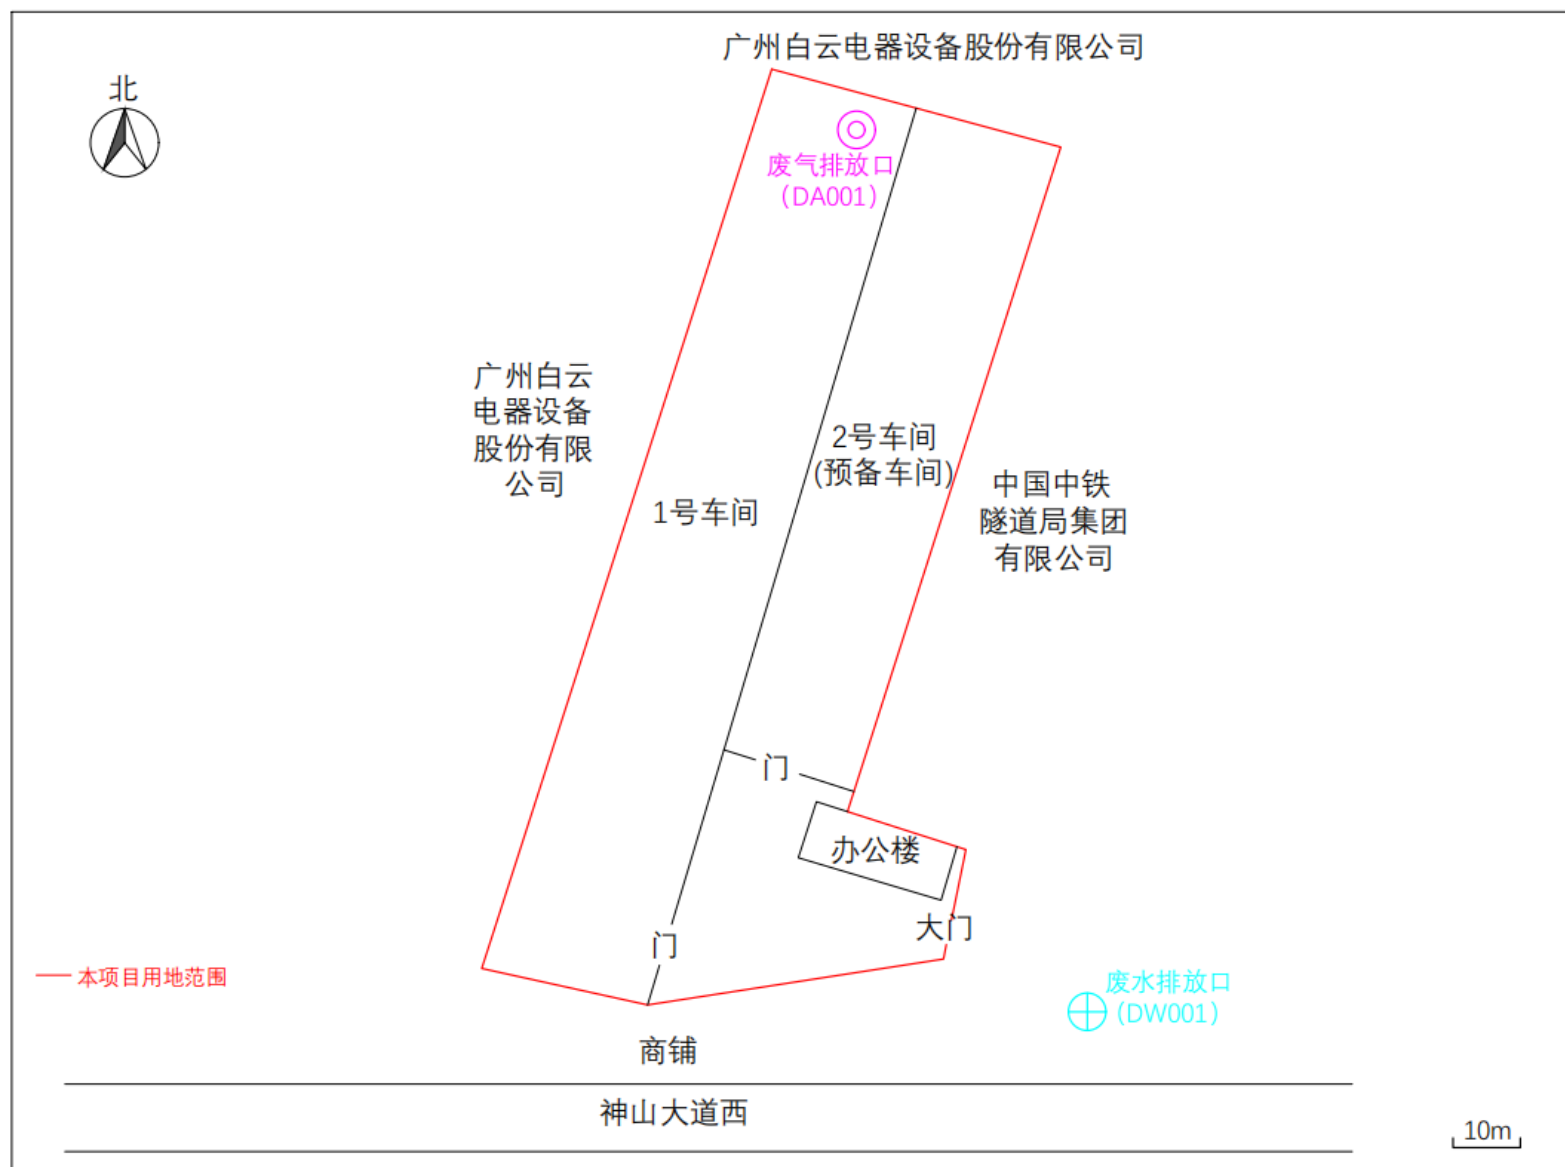 广州白云电器设备股份有限公司
北
废气排放口
(DA001)
广州白云
电器设备
股份有限
公司
2号车间
(预备车间)
中国中铁
隧道局集团
有限公司
1号车间
门
办公楼
大门
门
本项目用地范围
废水排放口
(DW001)
商铺
神山大道西
10m